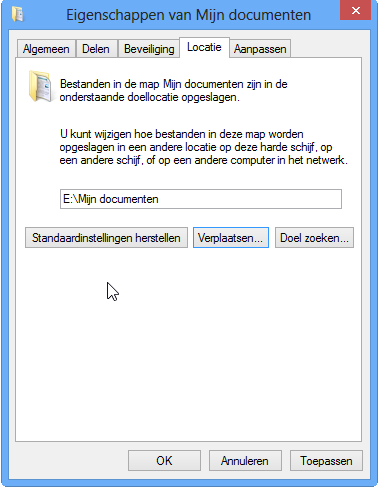 Eigenschappen van Mijn documenten
Algemeen Delen Beveiliging Locatie Aanpassen
Bestanden in de map Mijn documenten zijn in de
onderstaande doellocatie opgeslagen.
U kunt wijzigen hoe bestanden in deze map worden
opgeslagen in een andere locatie op deze harde schijf, op
een andere schijf, of op een andere computer in het netwerk.
E:\Mijn documenten
Standaardinstellingen herstellen Verplaatsen... Doel zoeken...
OK Annuleren Toepassen